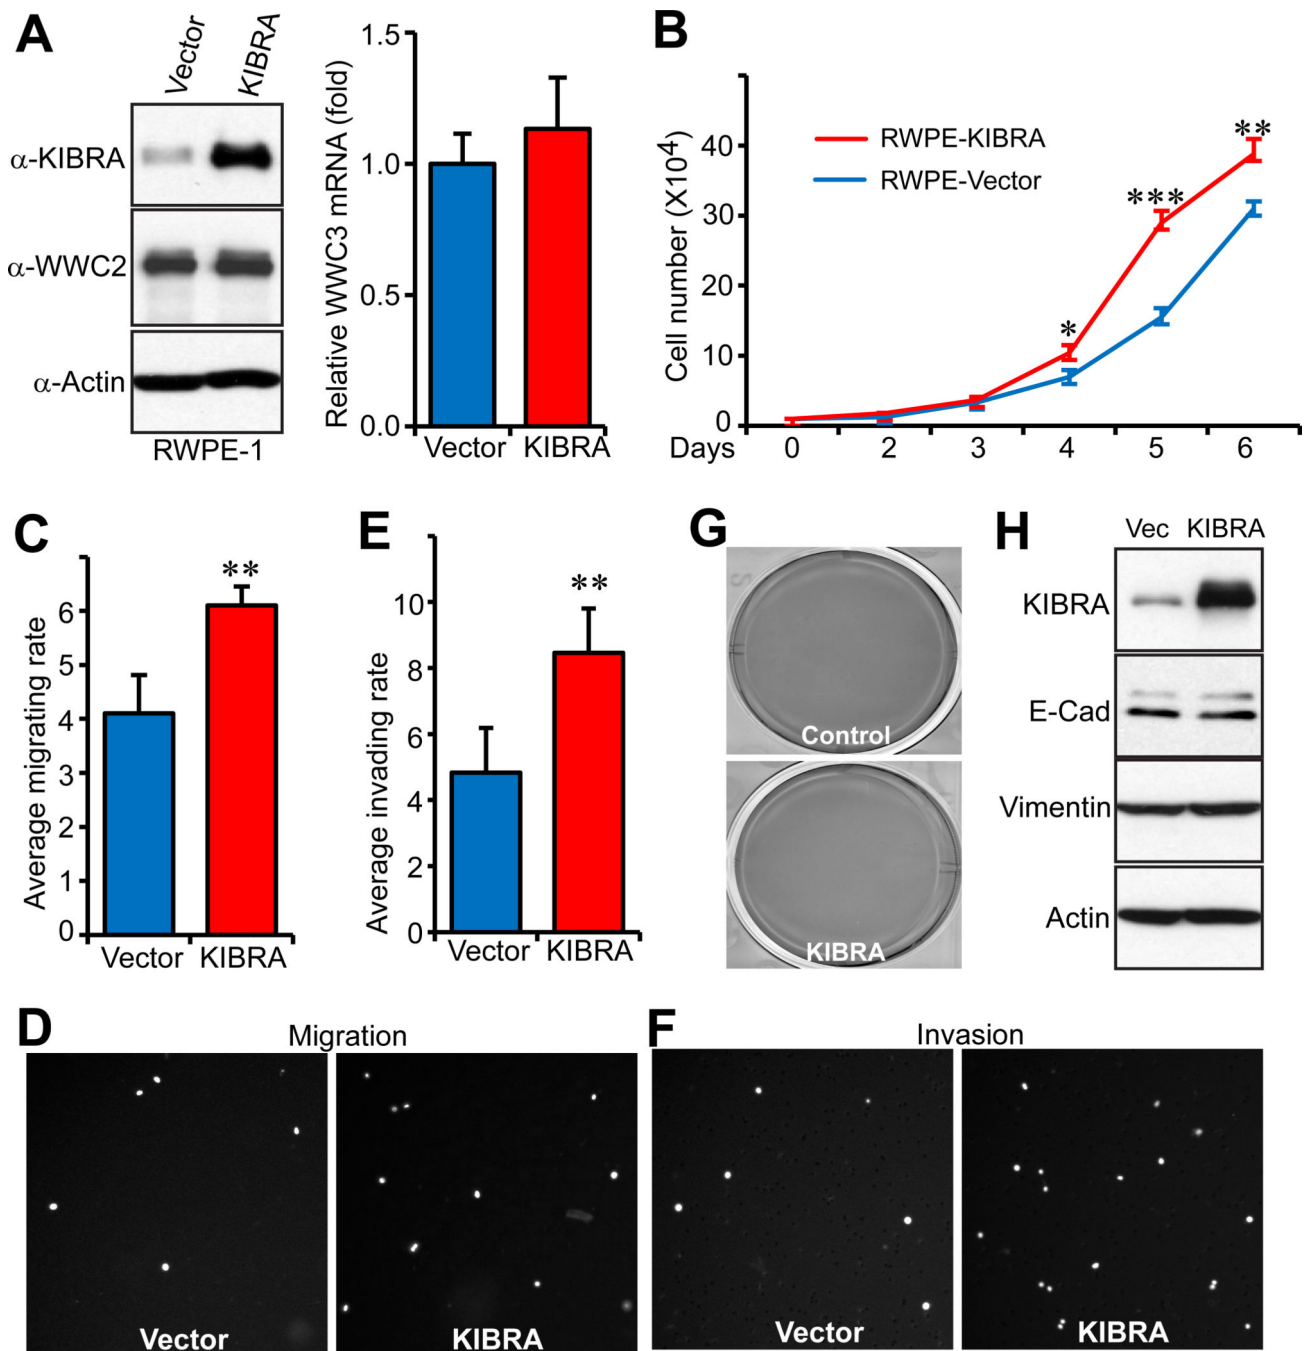 A
Vector
KIBRA
α-KIBRA
α-WWC2
α-Actin
RWPE-1
Relative WWC3 mRNA (fold)
1.5
1.0
0.5
0.0
Vector
KIBRA
B
Cell number (X10⁴)
40
30
20
10
0
RWPE-KIBRA
RWPE-Vector
*
***
**
Days 0 2 3 4 5 6
C
Average migrating rate
6
5
4
3
2
1
0
**
Vector KIBRA
E
Average invading rate
10
8
6
4
2
0
**
Vector KIBRA
G
Control
KIBRA
H
Vec KIBRA
KIBRA
E-Cad
Vimentin
Actin
D
Migration
Vector
KIBRA
F
Invasion
Vector
KIBRA